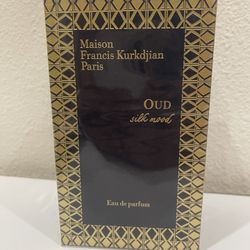 Maison
Francis Kurkdjian
Paris
OUD
silk mood
Eau de parfum